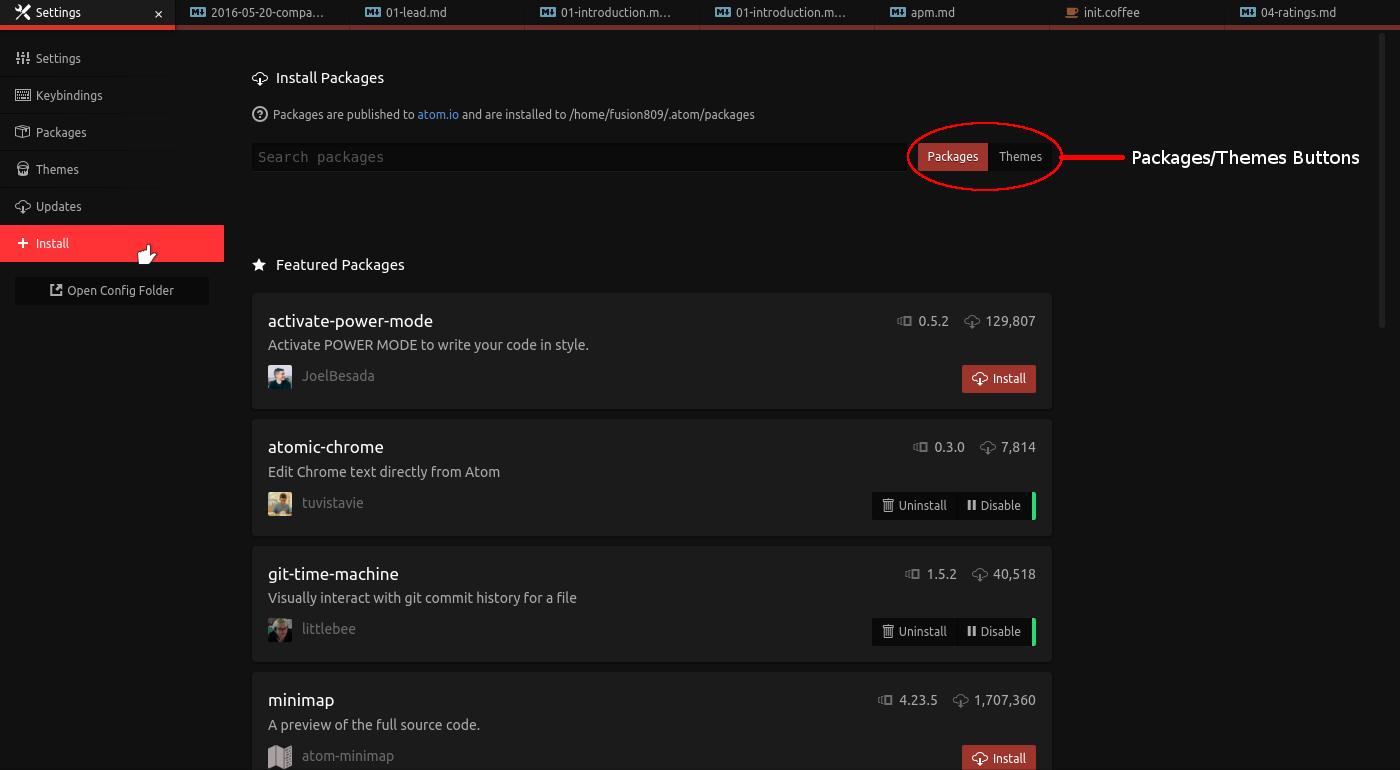 Settings × 2016-05-20-compa... 01-lead.md 01-introduction.m... 01-introduction.m... apm.md init.coffee 04-ratings.md
Settings
Keybindings
Packages
Themes
Updates
Install
Open Config Folder
Install Packages
Packages are published to atom.io and are installed to /home/fusion809/.atom/packages
Search packages Packages Themes Packages/Themes Buttons
Featured Packages
activate-power-mode 0.5.2 129,807
Activate POWER MODE to write your code in style.
JoelBesada Install
atomic-chrome 0.3.0 7,814
Edit Chrome text directly from Atom
tuvistavie Uninstall Disable
git-time-machine 1.5.2 40,518
Visually interact with git commit history for a file
littlebee Uninstall Disable
minimap 4.23.5 1,707,360
A preview of the full source code.
atom-minimap Install